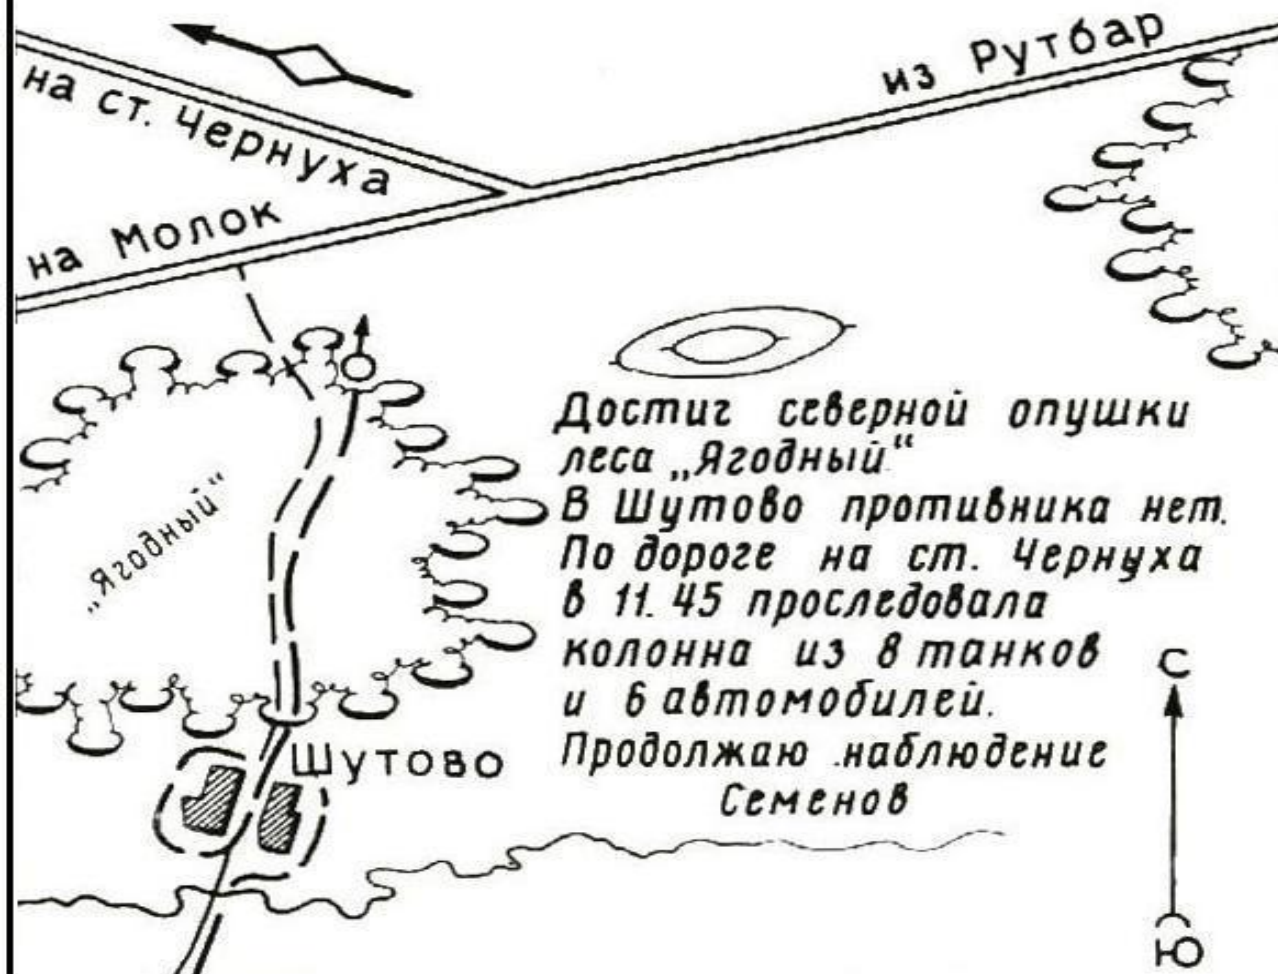 из Рутбар
на ст. Чернуха
на Молок
Достиг северной опушки
леса „Ягодный“
В Шутово противника нет.
По дороге на ст. Чернуха
в 11.45 проследовала
колонна из 8 танков
и 6 автомобилей.
Продолжаю наблюдение
Семенов
„Ягодный“
Шутово
С
Ю